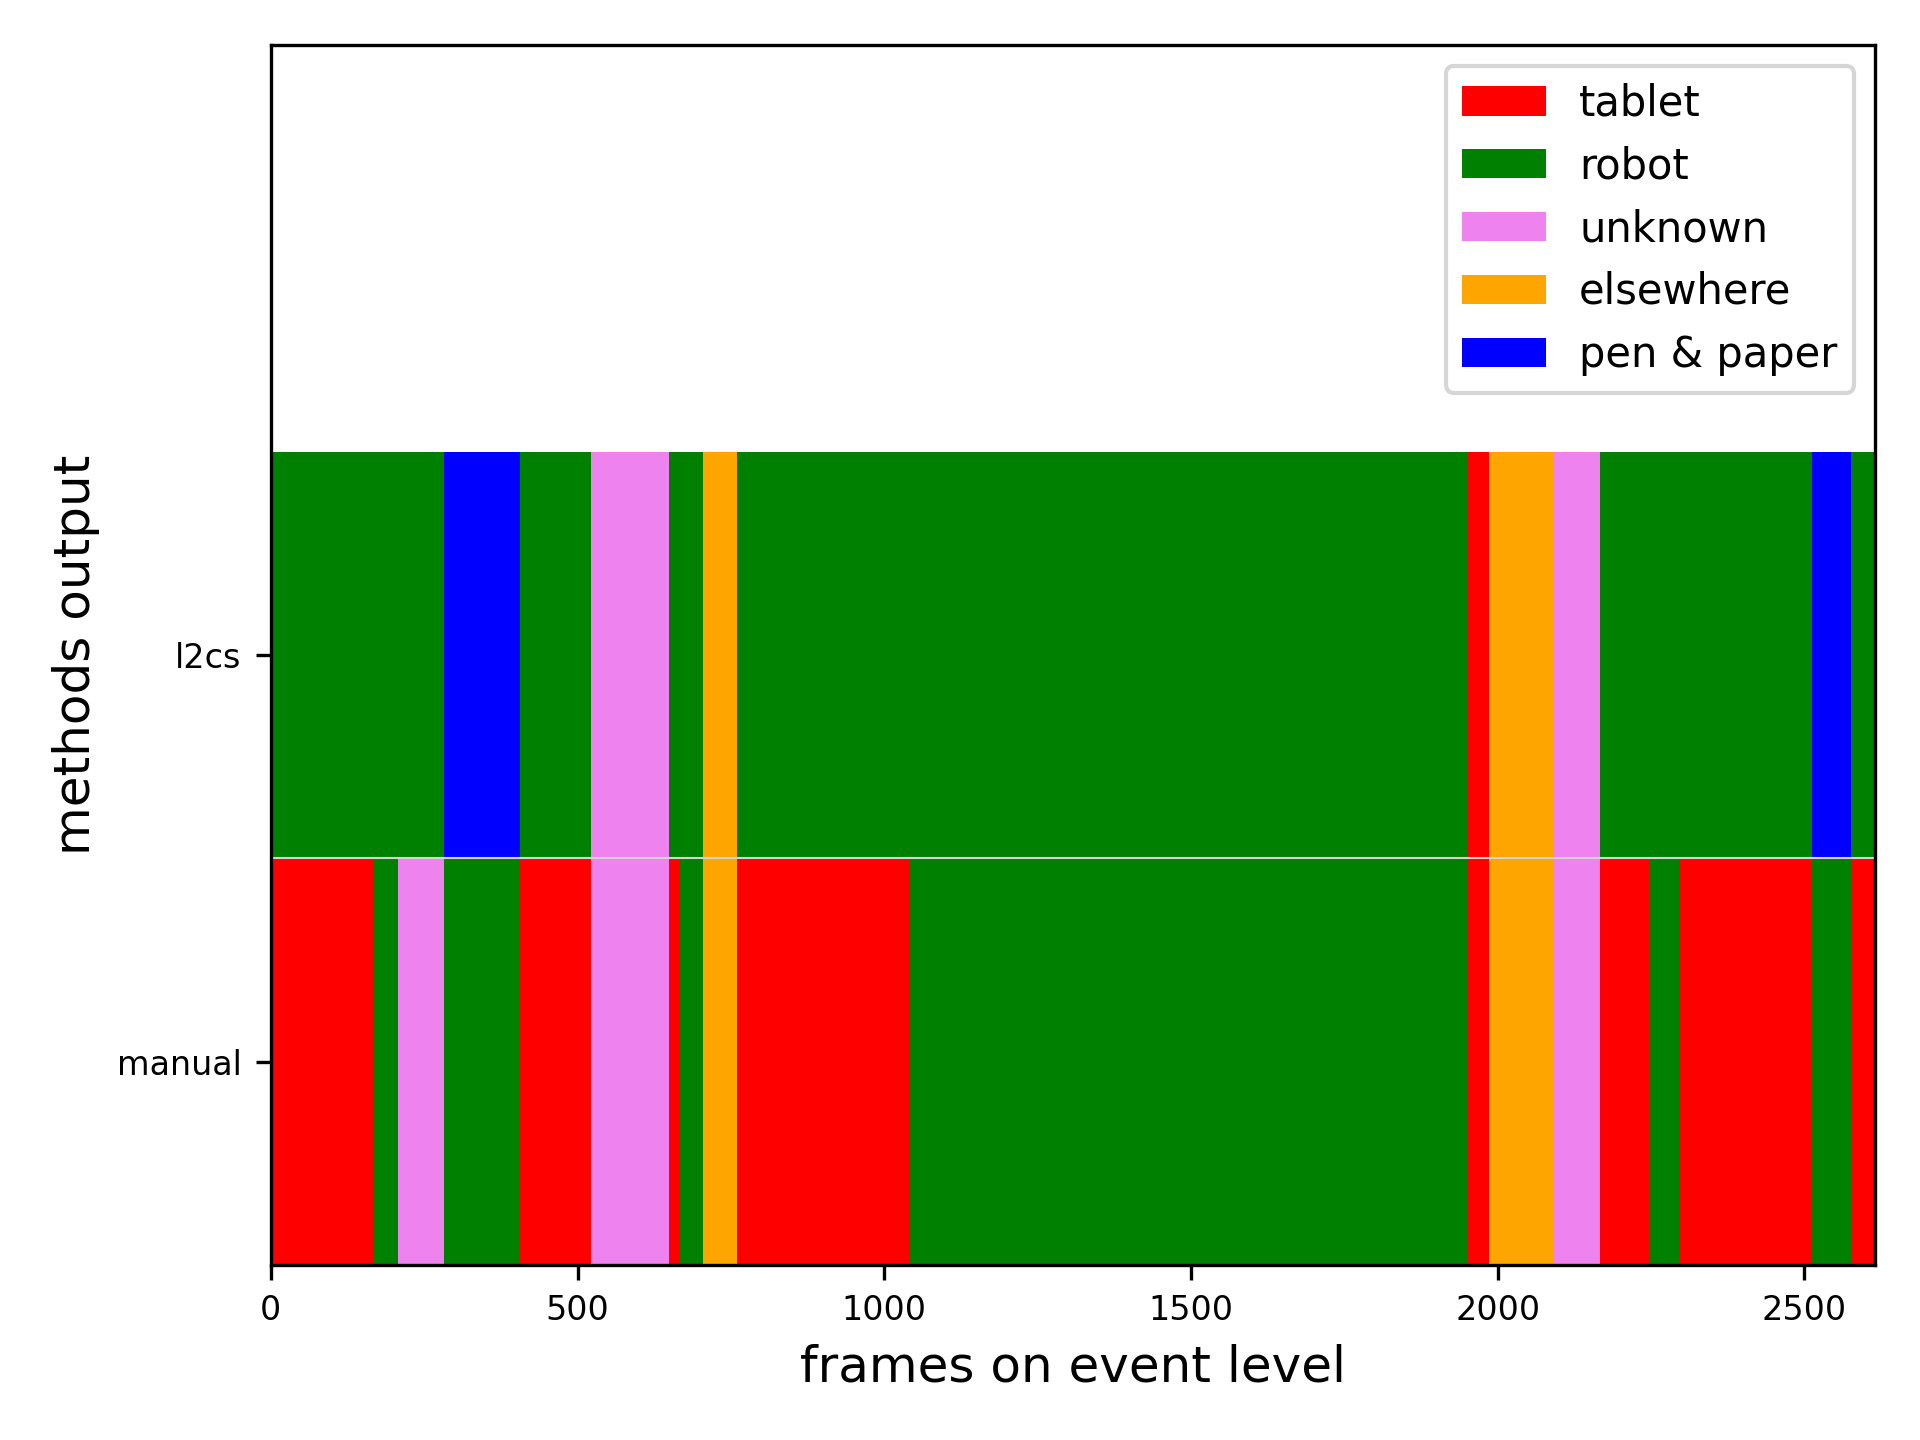 tablet
robot
unknown
elsewhere
pen & paper
methods output
l2cs
manual
0 500 1000 1500 2000 2500
frames on event level